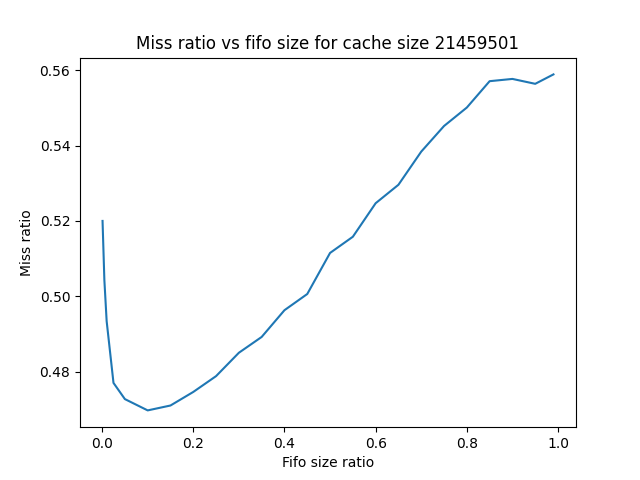 Miss ratio vs fifo size for cache size 21459501
0.56
0.54
0.52
0.50
0.48
Miss ratio
0.0 0.2 0.4 0.6 0.8 1.0
Fifo size ratio